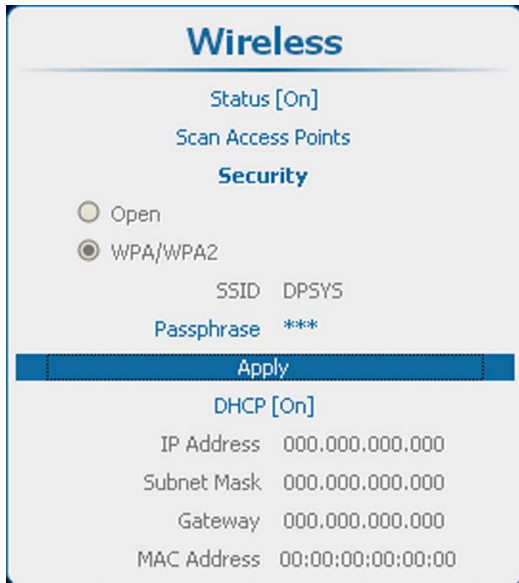 Wireless
Status [On]
Scan Access Points
Security
Open
WPA/WPA2
SSID DPSYS
Passphrase ***
Apply
DHCP [On]
IP Address 000.000.000.000
Subnet Mask 000.000.000.000
Gateway 000.000.000.000
MAC Address 00:00:00:00:00:00